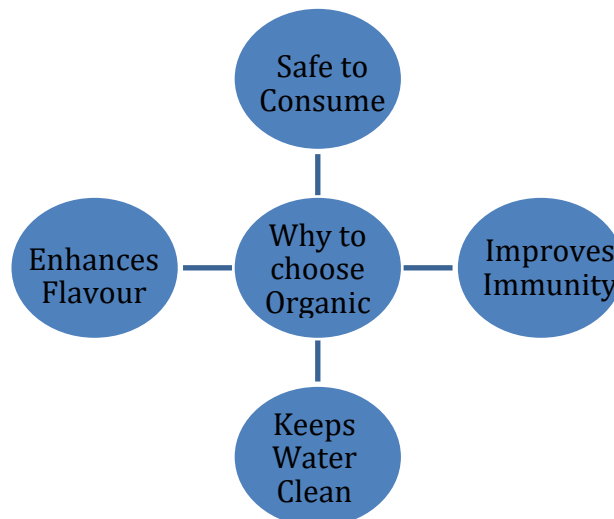 Safe to
Consume
Enhances
Flavour
Why to
choose
Organic
Improves
Immunity
Keeps
Water
Clean